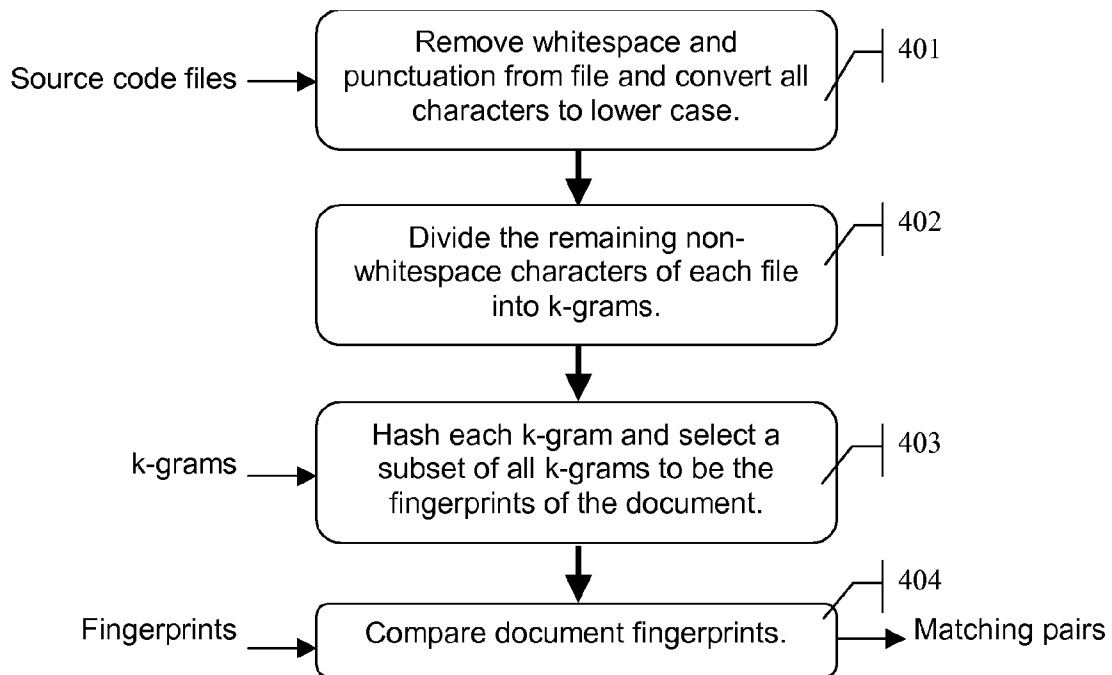 Remove whitespace and
punctuation from file and convert all
characters to lower case.
Source code files
401
Divide the remaining non-
whitespace characters of each file
into k-grams.
402
Hash each k-gram and select a
subset of all k-grams to be the
fingerprints of the document.
k-grams
403
Fingerprints
Compare document fingerprints.
404
Matching pairs